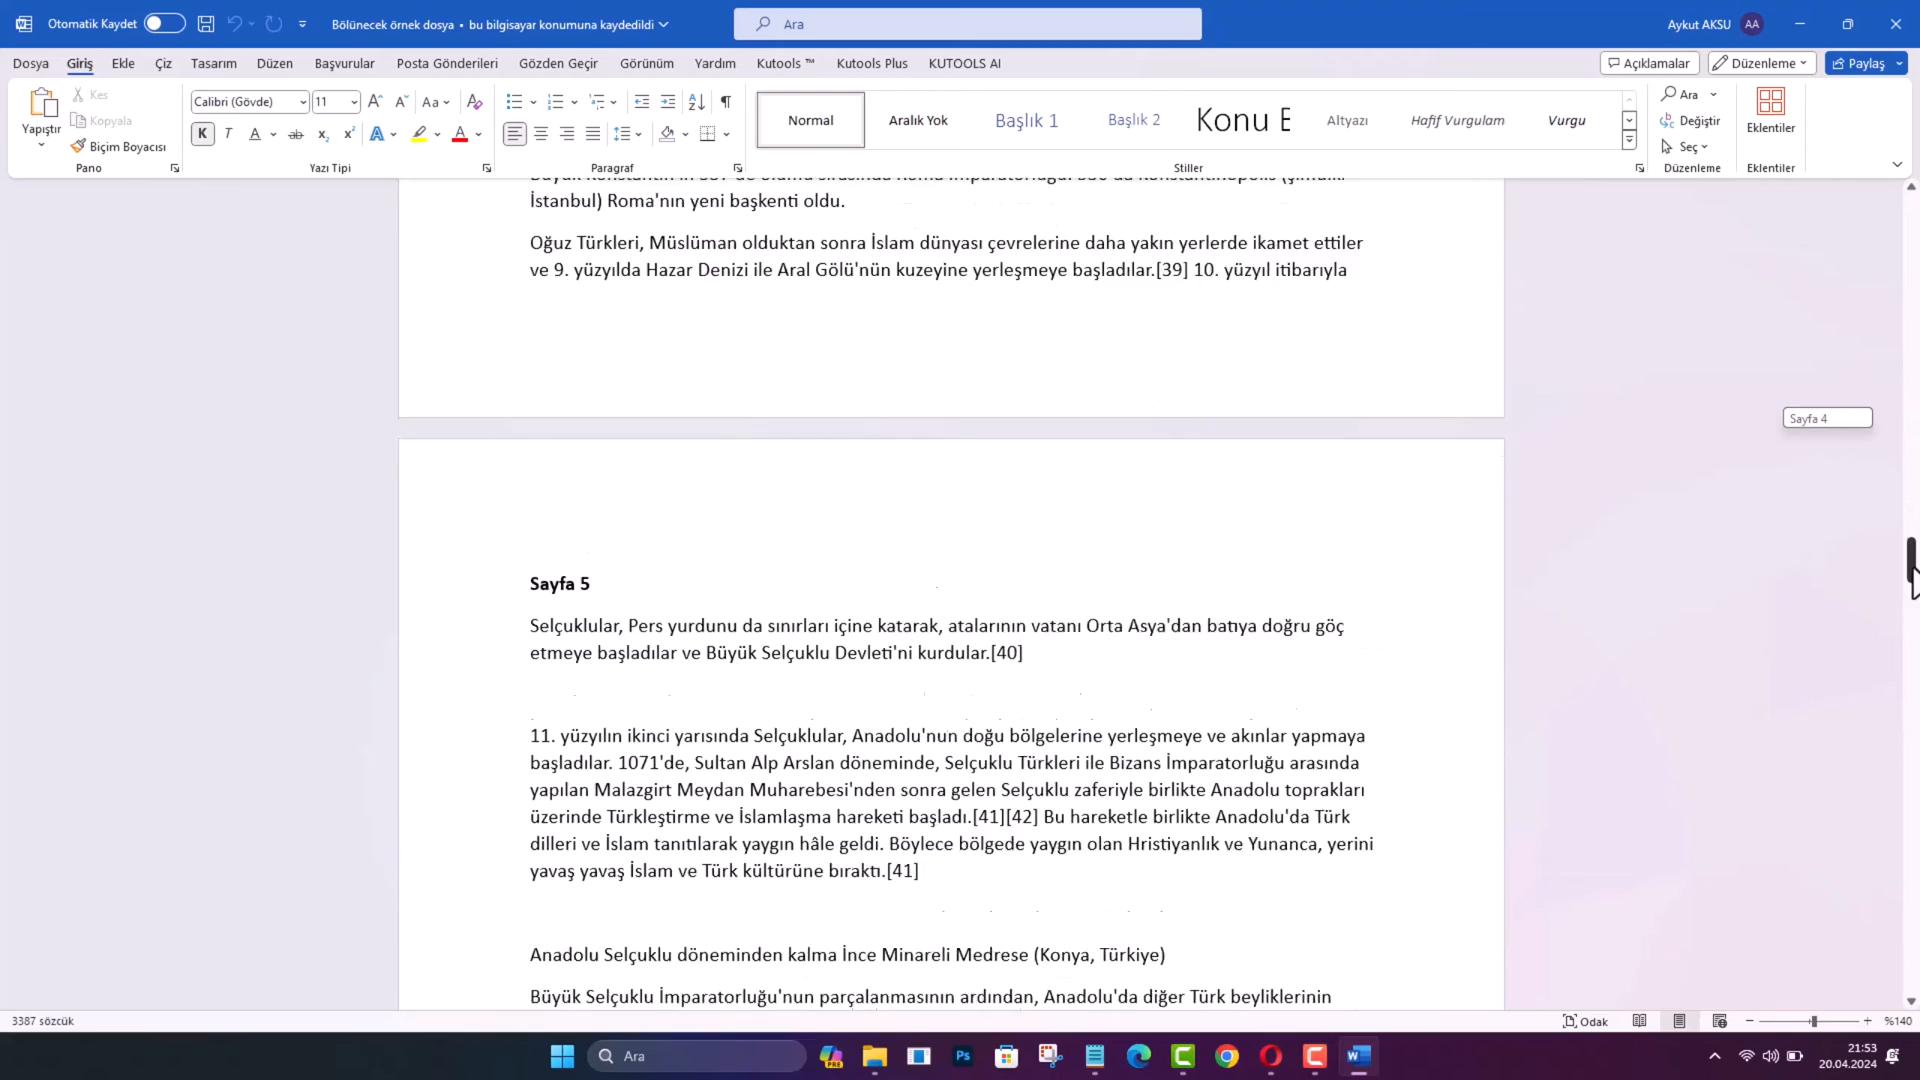 Otomatik Kaydet
Bölünecek örnek dosya • bu bilgisayar konumuna kaydedildi
Ara
Aykut AKSU
AA
Dosya Giriş Ekle Çiz Tasarım Düzen Başvurular Posta Gönderileri Gözden Geçir Görünüm Yardım Kutools ™ Kutools Plus KUTOOLS AI
Açıklamalar
Düzenleme
Paylaş
Yapıştır
Kes
Kopyala
Biçim Boyacısı
Pano
Calibri (Gövde)
11
Yazı Tipi
Paragraf
Normal
Aralık Yok
Başlık 1
Başlık 2
Konu
Altyazı
Hafif Vurgulam
Vurgu
Stiller
Ara
Değiştir
Seç
Düzenleme
Eklentiler
Eklentiler
İstanbul) Roma'nın yeni başkenti oldu.
Oğuz Türkleri, Müslüman olduktan sonra İslam dünyası çevrelerine daha yakın yerlerde ikamet ettiler
ve 9. yüzyılda Hazar Denizi ile Aral Gölü'nün kuzeyine yerleşmeye başladılar.[39] 10. yüzyıl itibarıyla
Sayfa 4
Sayfa 5
Selçuklular, Pers yurdunu da sınırları içine katarak, atalarının vatanı Orta Asya'dan batıya doğru göç
etmeye başladılar ve Büyük Selçuklu Devleti'ni kurdular.[40]
11. yüzyılın ikinci yarısında Selçuklular, Anadolu'nun doğu bölgelerine yerleşmeye ve akınlar yapmaya
başladılar. 1071'de, Sultan Alp Arslan döneminde, Selçuklu Türkleri ile Bizans İmparatorluğu arasında
yapılan Malazgirt Meydan Muharebesi'nden sonra gelen Selçuklu zaferiyle birlikte Anadolu toprakları
üzerinde Türkleştirme ve İslamlaşma hareketi başladı.[41][42] Bu hareketle birlikte Anadolu'da Türk
dilleri ve İslam tanıtılarak yaygın hâle geldi. Böylece bölgede yaygın olan Hristiyanlık ve Yunanca, yerini
yavaş yavaş İslam ve Türk kültürüne bıraktı.[41]
Anadolu Selçuklu döneminden kalma İnce Minareli Medrese (Konya, Türkiye)
Büyük Selçuklu İmparatorluğu'nun parçalanmasının ardından, Anadolu'da diğer Türk beyliklerinin
3387 sözcük
Odak
%140
Ara
21:53
20.04.2024